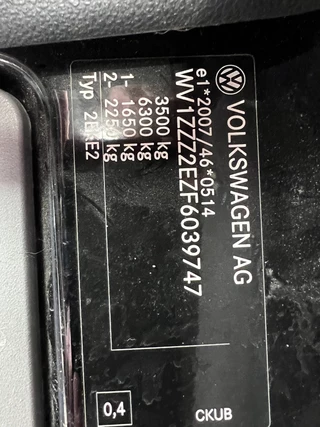 VOLKSWAGEN AG
e1*2007/46*0514
WV1ZZZ2EZF6039747
3500 kg
6300 kg
1- 1650 kg
2- 2250 kg
Typ 2EKE2
0,4
CKUB